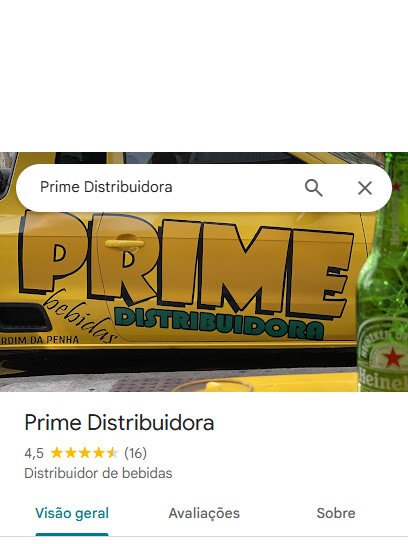 Prime Distribuidora
PRIME
bebidas
DISTRIBUIDORA
RDIM DA PENHA
Heineken
Prime Distribuidora
4,5 (16)
Distribuidor de bebidas
Visão geral Avaliações Sobre